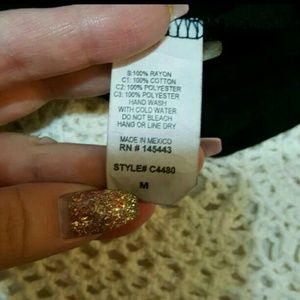 S:100% RAYON
C1: 100% COTTON
C2: 100% POLYESTER
C3: 100% POLYESTER
HAND WASH
WITH COLD WATER
DO NOT BLEACH
HANG OR LINE DRY
MADE IN MEXICO
RN # 145443
STYLE# C4480
M